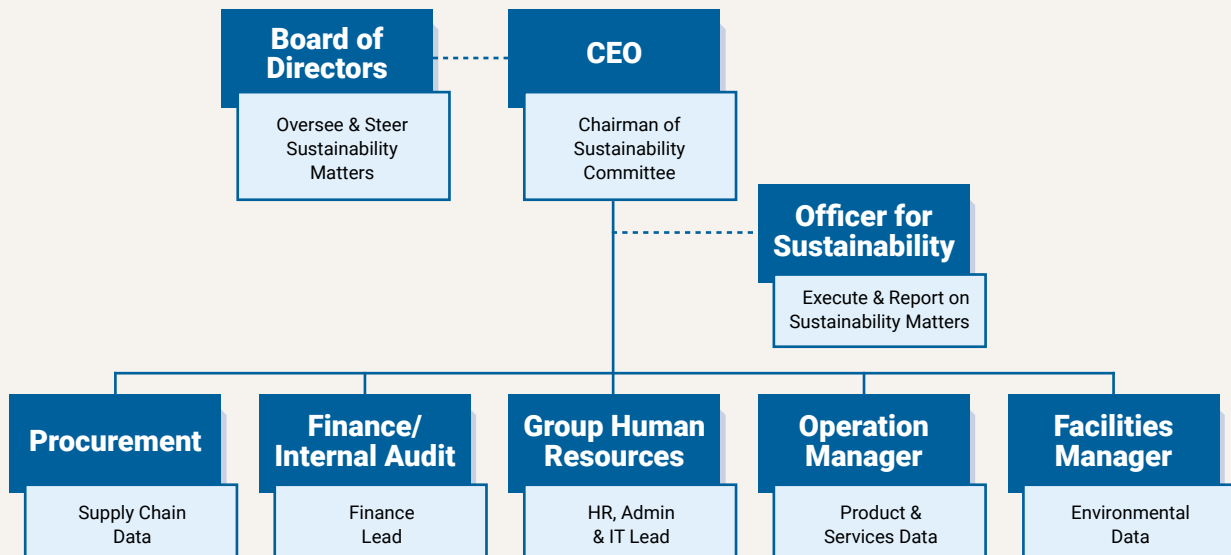 Board of
Directors
Oversee & Steer
Sustainability
Matters
CEO
Chairman of
Sustainability
Committee
Officer for
Sustainability
Execute & Report on
Sustainability Matters
Procurement
Supply Chain
Data
Finance/
Internal Audit
Finance
Lead
Group Human
Resources
HR, Admin
& IT Lead
Operation
Manager
Product &
Services Data
Facilities
Manager
Environmental
Data